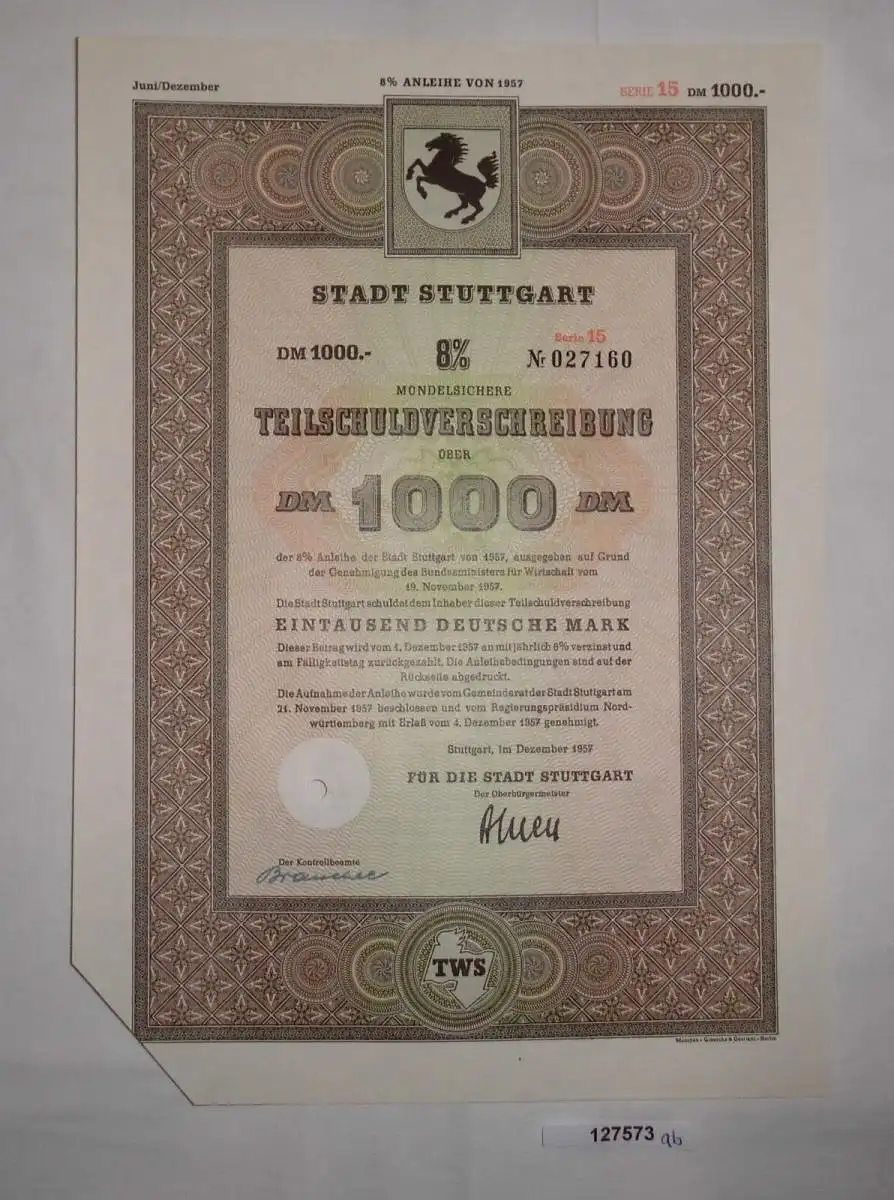 Juni/Dezember
8% ANLEIHE VON 1957
SERIE 15 DM 1000.-
STADT STUTTGART
Serie 15
DM 1000.- 8% Nr 027160
MÜNDELSICHERE
TEILSCHULDVERSCHREIBUNG
ÜBER
DM 1000 DM
der 8% Anleihe der Stadt Stuttgart von 1957, ausgegeben auf Grund
der Genehmigung des Bundesministers für Wirtschaft vom
19. November 1957.
Die Stadt Stuttgart schuldet dem Inhaber dieser Teilschuldverschreibung
EINTAUSEND DEUTSCHE MARK
Dieser Betrag wird vom 1. Dezember 1957 an mit jährlich 8% verzinst und
am Fälligkeitstag zurückgezahlt. Die Anleihebedingungen sind auf der
Rückseite abgedruckt.
Die Aufnahme der Anleihe wurde vom Gemeinderat der Stadt Stuttgart am
21. November 1957 beschlossen und vom Regierungspräsidium Nord-
württemberg mit Erlaß vom 4. Dezember 1957 genehmigt.
Stuttgart, im Dezember 1957
FÜR DIE STADT STUTTGART
Der Oberbürgermeister
Der Kontrollbeamte
TWS
München - Giesecke & Devrient - Berlin
127573 ab